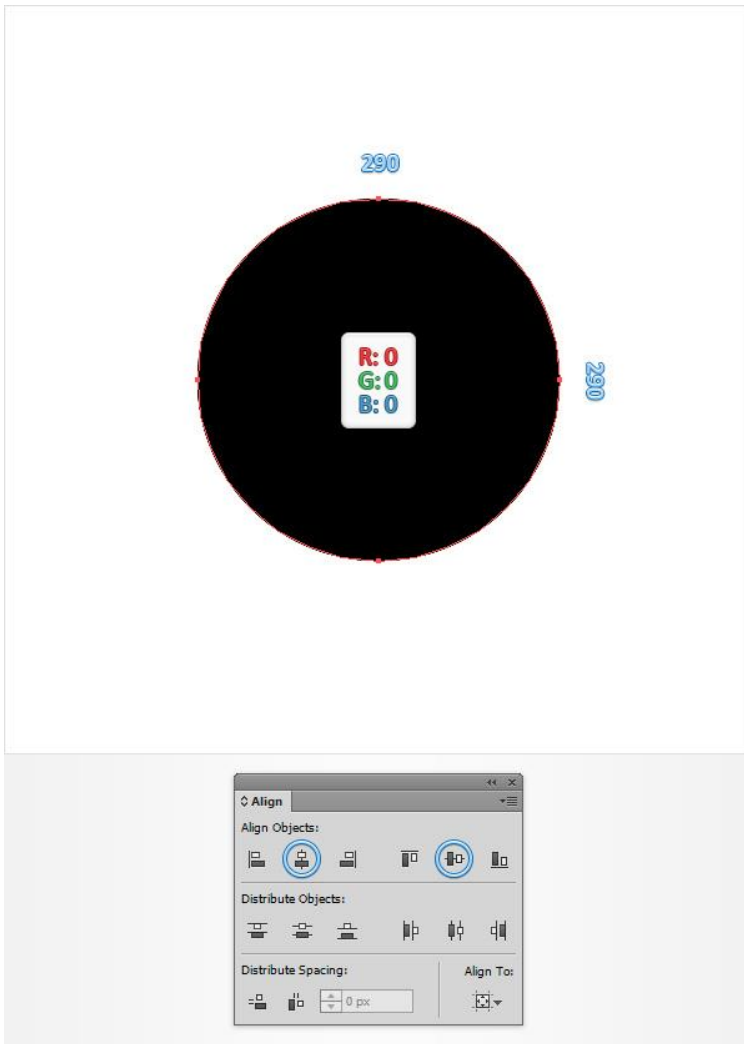 290
R: 0
G: 0
B: 0
290
Align
Align Objects:
Distribute Objects:
Distribute Spacing:
Align To:
0 px